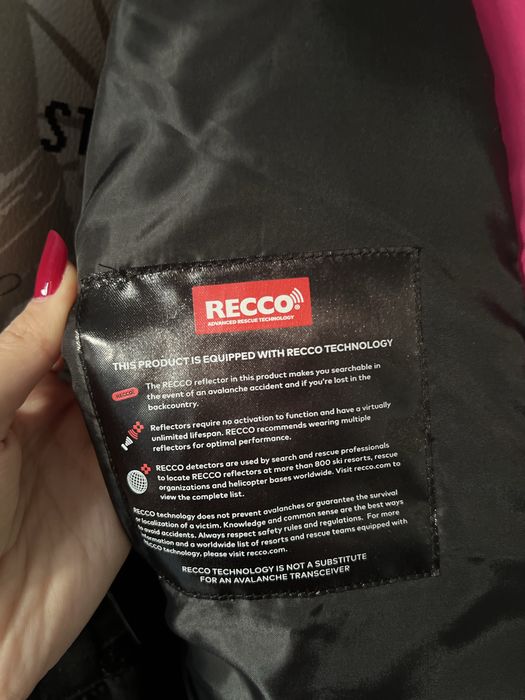 ST
RECCO®
ADVANCED RESCUE TECHNOLOGY
THIS PRODUCT IS EQUIPPED WITH RECCO TECHNOLOGY
RECCO
The RECCO reflector in this product makes you searchable in
the event of an avalanche accident and if you're lost in the
backcountry.
Reflectors require no activation to function and have a virtually
unlimited lifespan. RECCO recommends wearing multiple
reflectors for optimal performance.
RECCO detectors are used by search and rescue professionals
to locate RECCO reflectors at more than 800 ski resorts, rescue
organizations and helicopter bases worldwide. Visit recco.com to
view the complete list.
RECCO technology does not prevent avalanches or guarantee the survival
or localization of a victim. Knowledge and common sense are the best ways
to avoid accidents. Always respect safety rules and regulations. For more
information and a worldwide list of resorts and rescue teams equipped with
RECCO technology, please visit recco.com.
RECCO TECHNOLOGY IS NOT A SUBSTITUTE
FOR AN AVALANCHE TRANSCEIVER